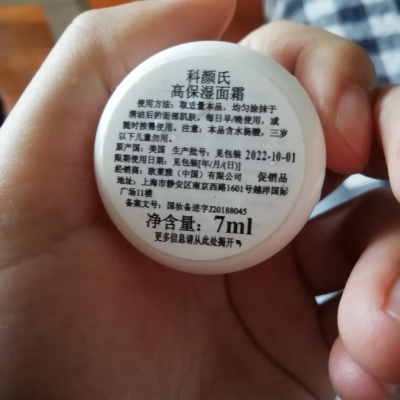 科颜氏
高保湿面霜
使用方法：取适量本品，均匀涂抹于
清洁后的面部肌肤。每日早/晚使用，或
随时按需使用。注意：本品含水杨酸，三岁
以下儿童勿用。
原产国：美国 生产批号：见包装 2022-10-01
限期使用日期：见包装[年/月/(日)]
经销商：欧莱雅（中国）有限公司 促销品
地址：上海市静安区南京西路1601号越洋国际
广场11楼
备案文号：国妆备进字J20188045
净含量：7ml
更多信息请从此处揭开